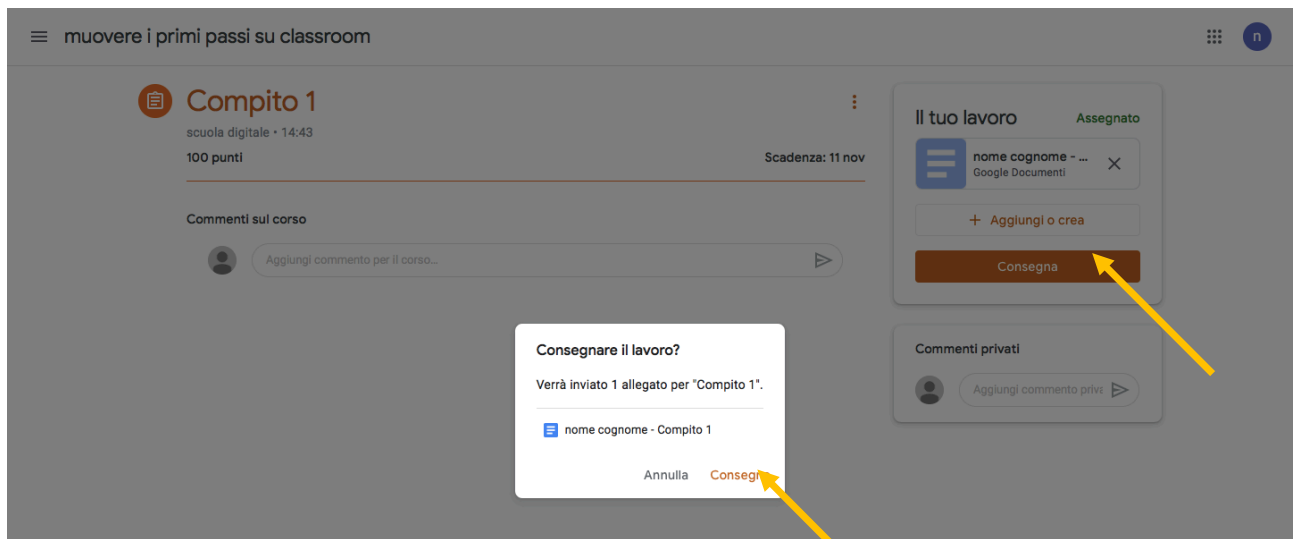 muovere i primi passi su classroom
n
Compito 1
scuola digitale • 14:43
100 punti
Scadenza: 11 nov
Commenti sul corso
Aggiungi commento per il corso...
Il tuo lavoro
Assegnato
nome cognome - ...
Google Documenti
+ Aggiungi o crea
Consegna
Commenti privati
Aggiungi commento priva
Consegnare il lavoro?
Verrà inviato 1 allegato per "Compito 1".
nome cognome - Compito 1
Annulla
Consegna